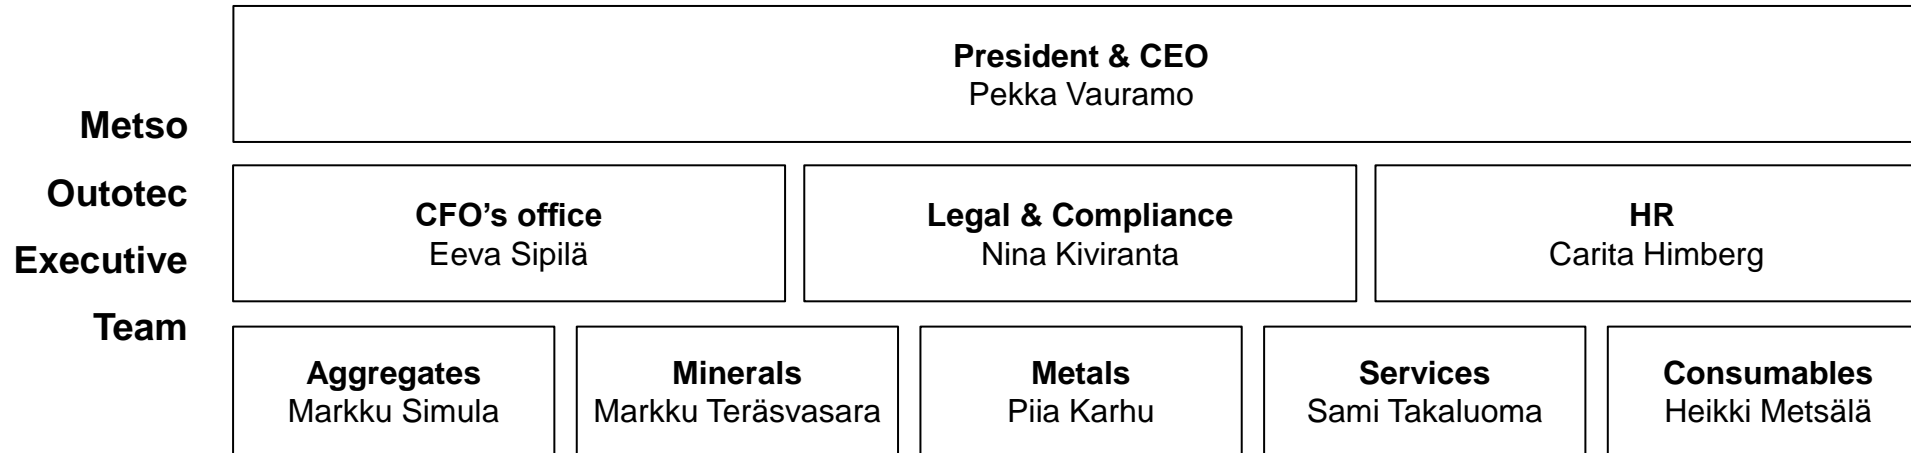 Metso
Outotec
Executive
Team
President & CEO
Pekka Vauramo
CFO’s office
Eeva Sipilä
Legal & Compliance
Nina Kiviranta
HR
Carita Himberg
Aggregates
Markku Simula
Minerals
Markku Teräsvasara
Metals
Piia Karhu
Services
Sami Takaluoma
Consumables
Heikki Metsälä